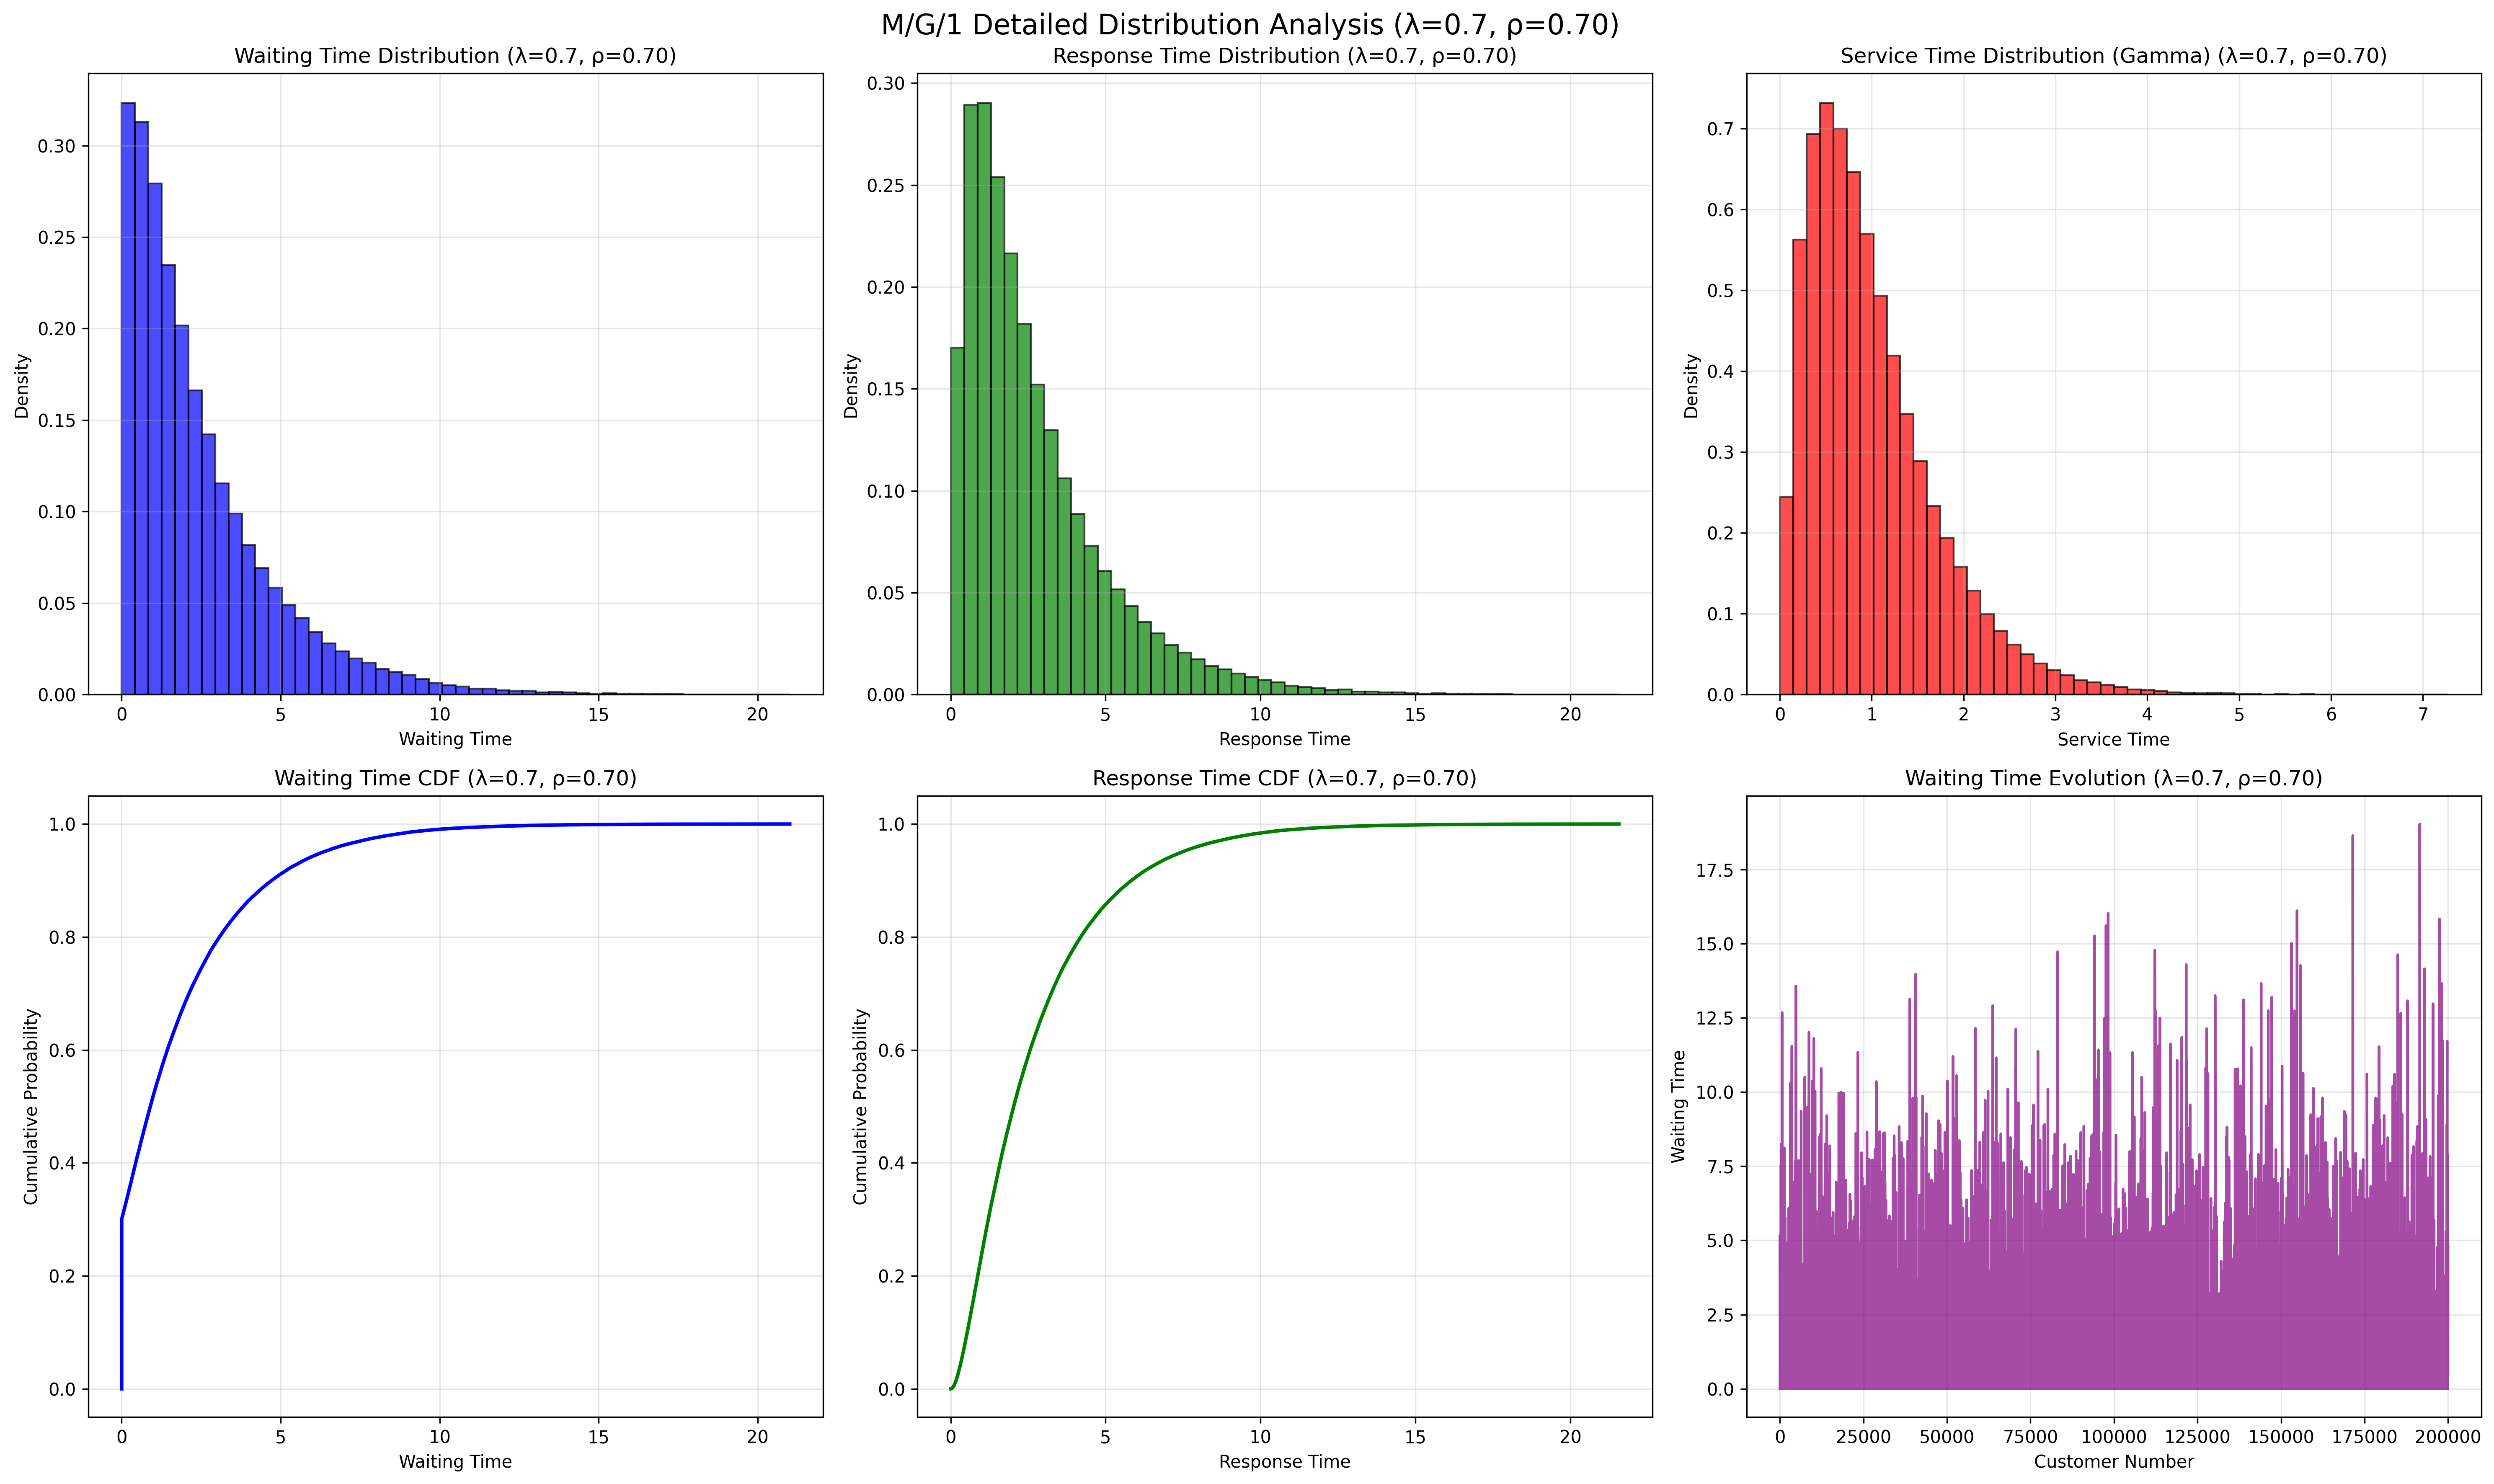 M/G/1 Detailed Distribution Analysis (λ=0.7, ρ=0.70)
Waiting Time Distribution (λ=0.7, ρ=0.70)
0.30
0.25
0.20
0.15
0.10
0.05
0.00
Density
0 5 10 15 20
Waiting Time
Response Time Distribution (λ=0.7, ρ=0.70)
0.30
0.25
0.20
0.15
0.10
0.05
0.00
Density
0 5 10 15 20
Response Time
Service Time Distribution (Gamma) (λ=0.7, ρ=0.70)
0.7
0.6
0.5
0.4
0.3
0.2
0.1
0.0
Density
0 1 2 3 4 5 6 7
Service Time
Waiting Time CDF (λ=0.7, ρ=0.70)
1.0
0.8
0.6
0.4
0.2
0.0
Cumulative Probability
0 5 10 15 20
Waiting Time
Response Time CDF (λ=0.7, ρ=0.70)
1.0
0.8
0.6
0.4
0.2
0.0
Cumulative Probability
0 5 10 15 20
Response Time
Waiting Time Evolution (λ=0.7, ρ=0.70)
17.5
15.0
12.5
10.0
7.5
5.0
2.5
0.0
Waiting Time
0 25000 50000 75000 100000 125000 150000 175000 200000
Customer Number